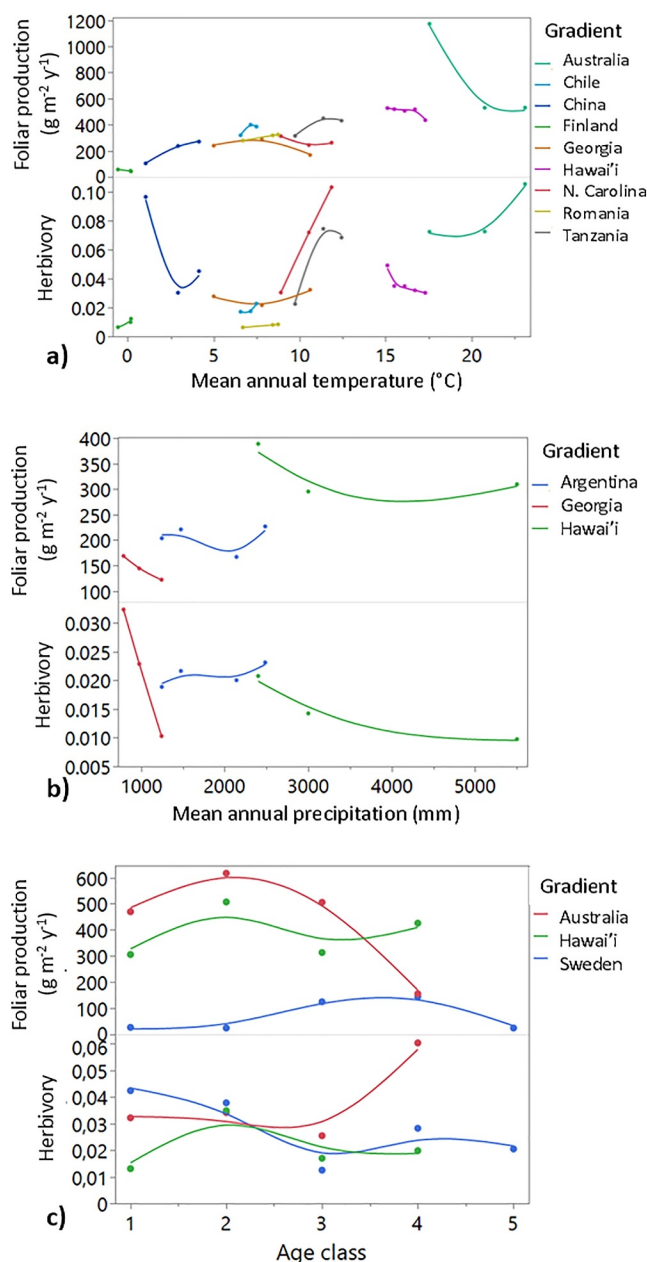 1200
1000
800
600
400
200
0
Foliar production
(g m⁻² y⁻¹)
Gradient
Australia
Chile
China
Finland
Georgia
Hawai'i
N. Carolina
Romania
Tanzania
0.10
0.08
0.06
0.04
0.02
0
Herbivory
0 5 10 15 20
Mean annual temperature (°C)
a)
400
350
300
250
200
150
100
Foliar production
(g m⁻² y⁻¹)
Gradient
Argentina
Georgia
Hawai'i
0.030
0.025
0.020
0.015
0.010
0.005
Herbivory
1000 2000 3000 4000 5000
Mean annual precipitation (mm)
b)
600
500
400
300
200
100
0
Foliar production
(g m⁻² y⁻¹)
Gradient
Australia
Hawai'i
Sweden
0,06
0,05
0,04
0,03
0,02
0,01
0
Herbivory
1 2 3 4 5
Age class
c)